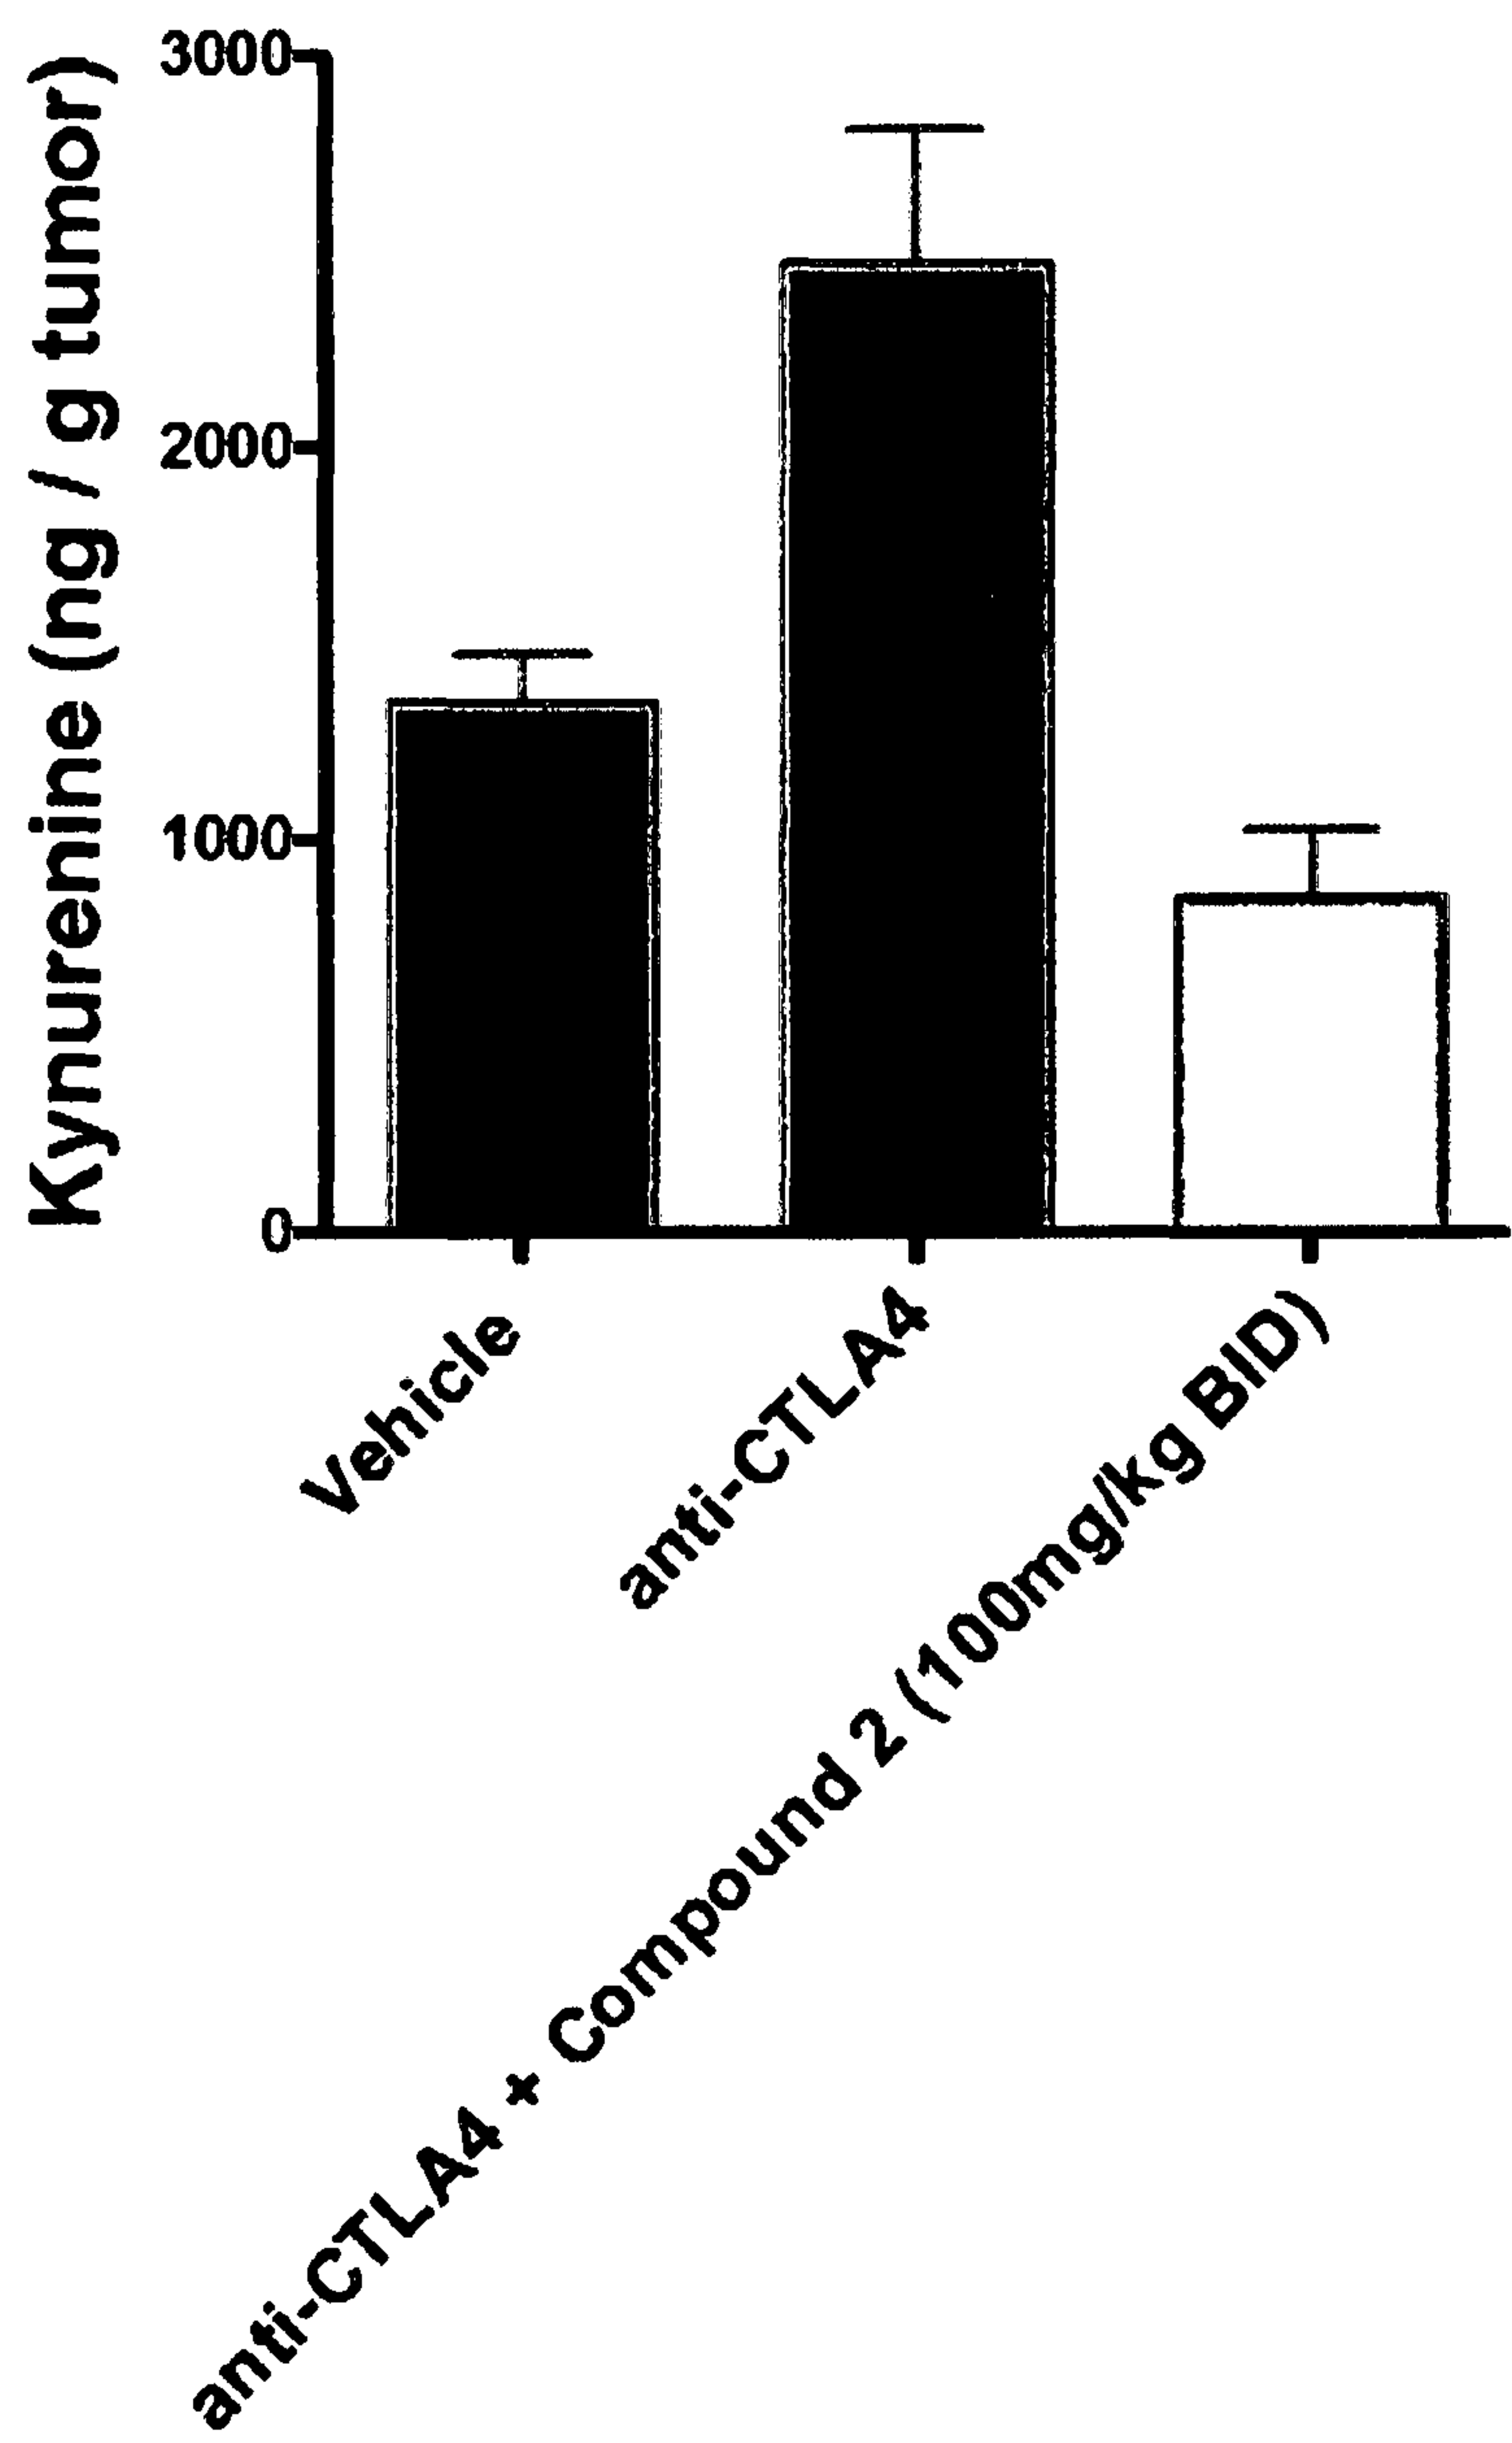 Kynurenine (ng / g tumor)
3000
2000
1000
0
Vehicle
anti-CTLA4
anti-CTLA4 + Compound 2 (100mg/kg BID)